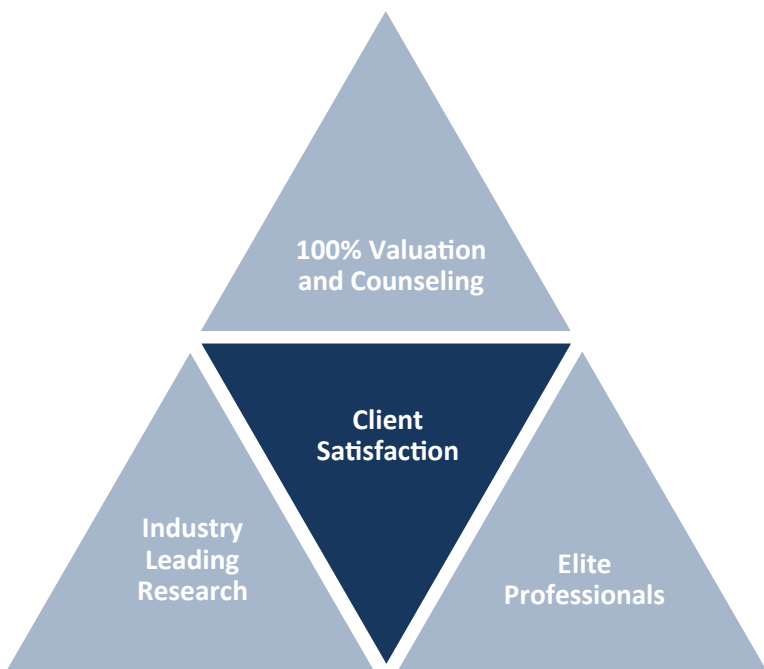 100% Valuation
and Counseling
Client
Satisfaction
Industry
Leading
Research
Elite
Professionals